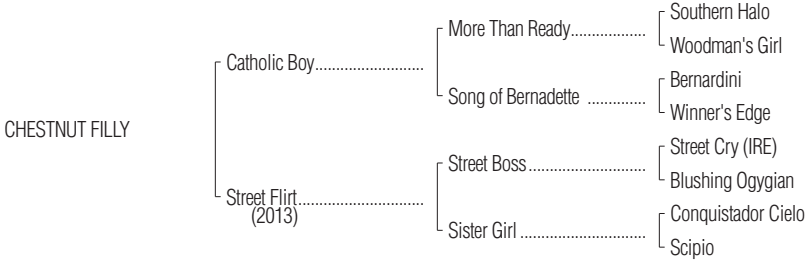 Southern Halo
More Than Ready..................
Woodman's Girl
Catholic Boy..........................
Bernardini
Song of Bernadette ..............
Winner's Edge
CHESTNUT FILLY
Street Cry (IRE)
Street Boss............................
Blushing Ogygian
Street Flirt..............................
(2013)
Conquistador Cielo
Sister Girl ..............................
Scipio